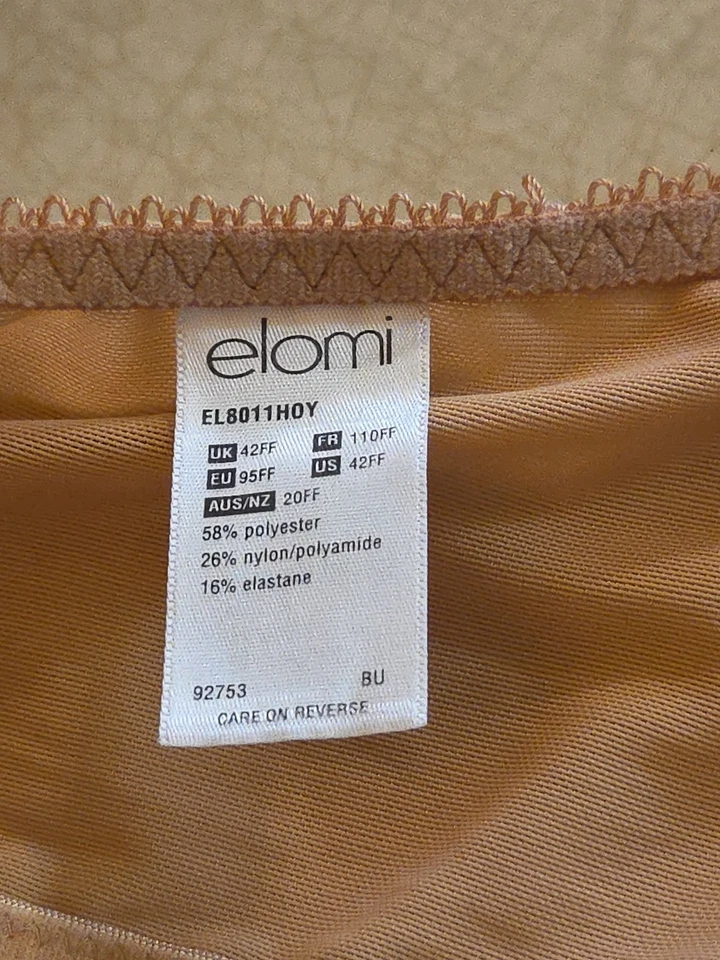 elomi
EL8011HOY
UK 42FF FR 110FF
EU 95FF US 42FF
AUS/NZ 20FF
58% polyester
26% nylon/polyamide
16% elastane
92753 BU
CARE ON REVERSE